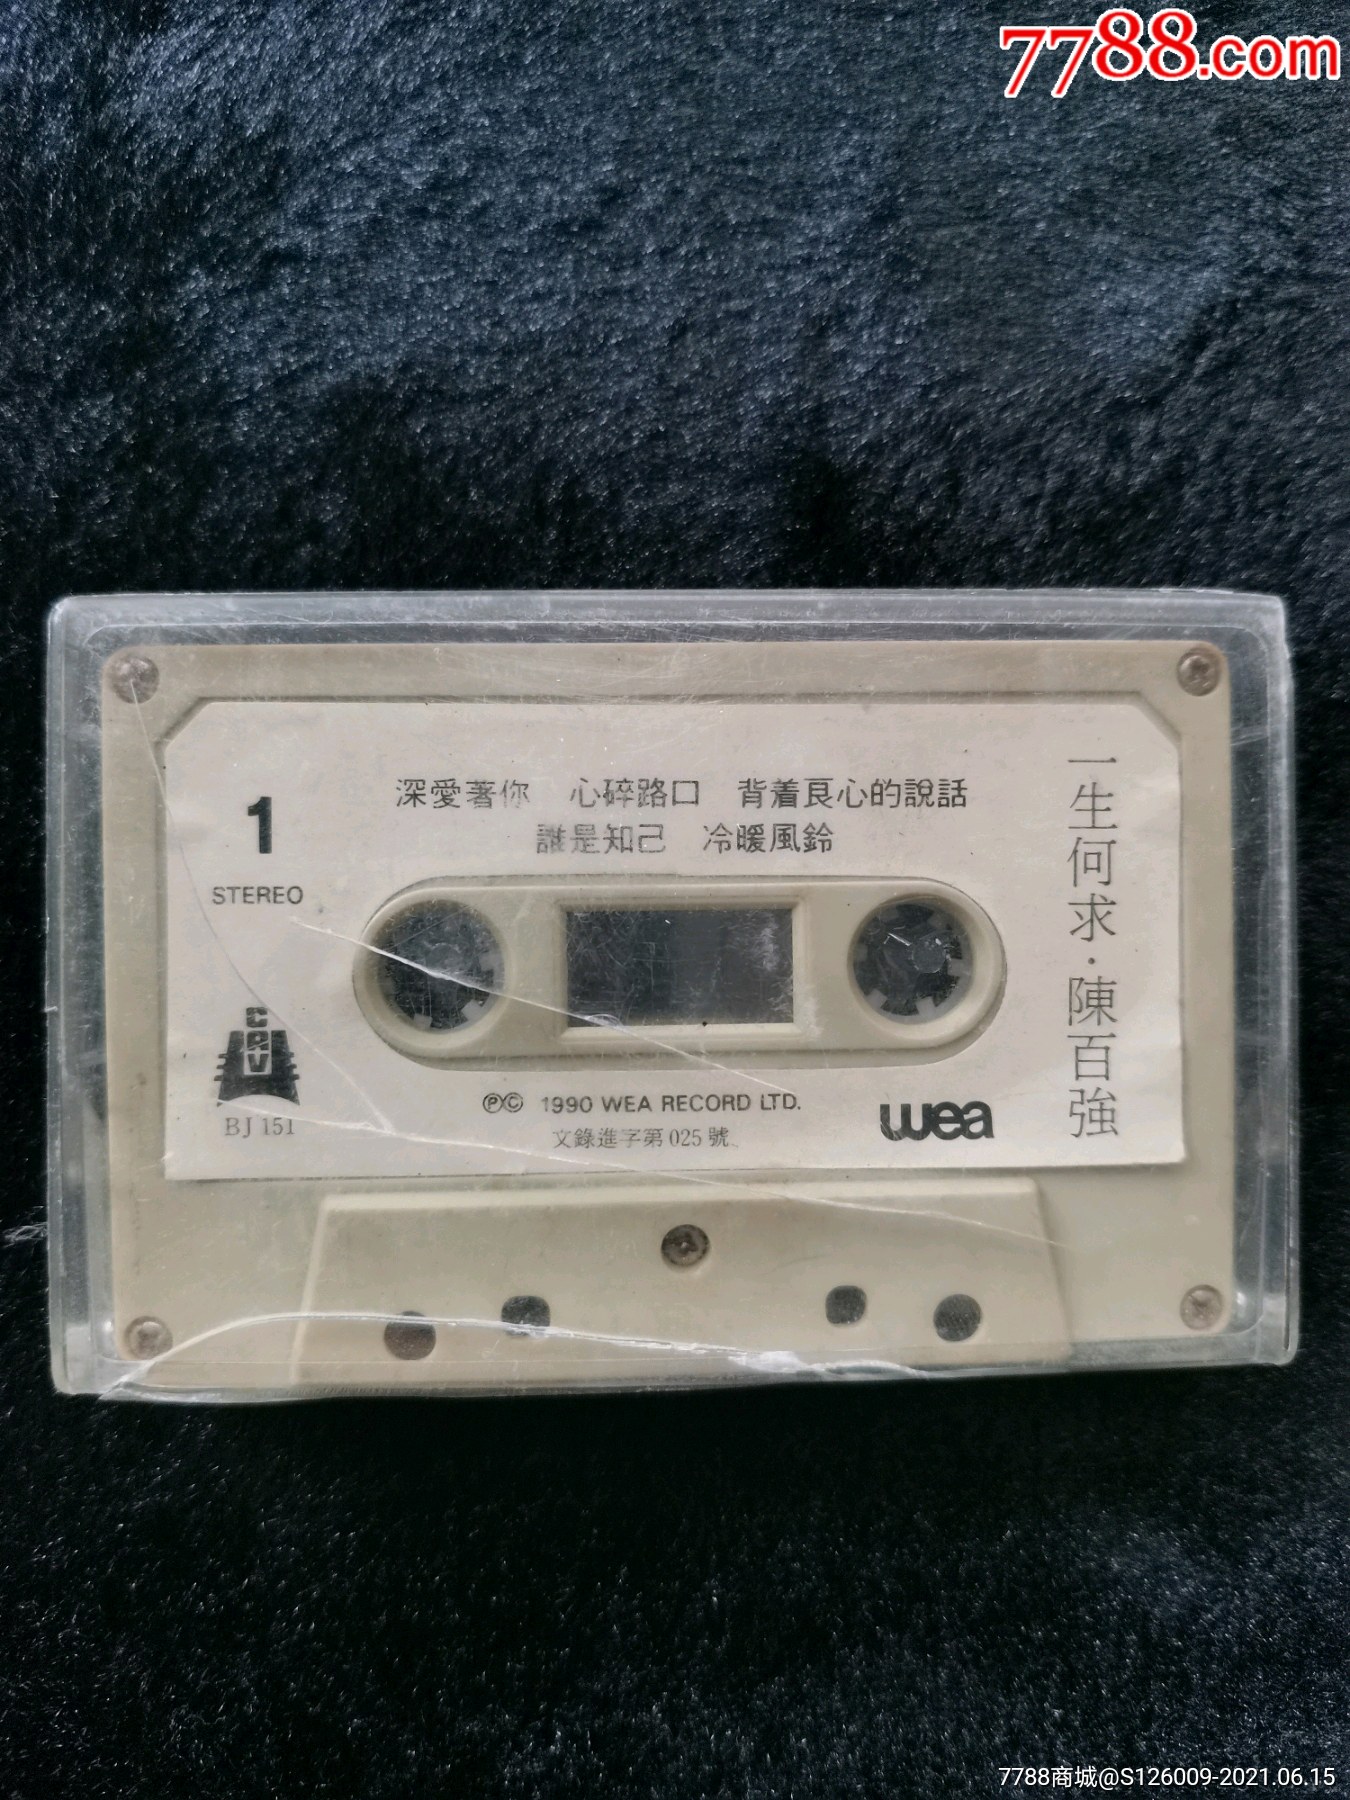 7788.com
1
STEREO
深愛著你 心碎路口 背着良心的說話
誰是知己 冷暖風鈴
一生何求·陳百強
CRV
BJ 151
ⓅⒸ 1990 WEA RECORD LTD.
文錄進字第025號
wea
7788商城@S126009-2021.06.15